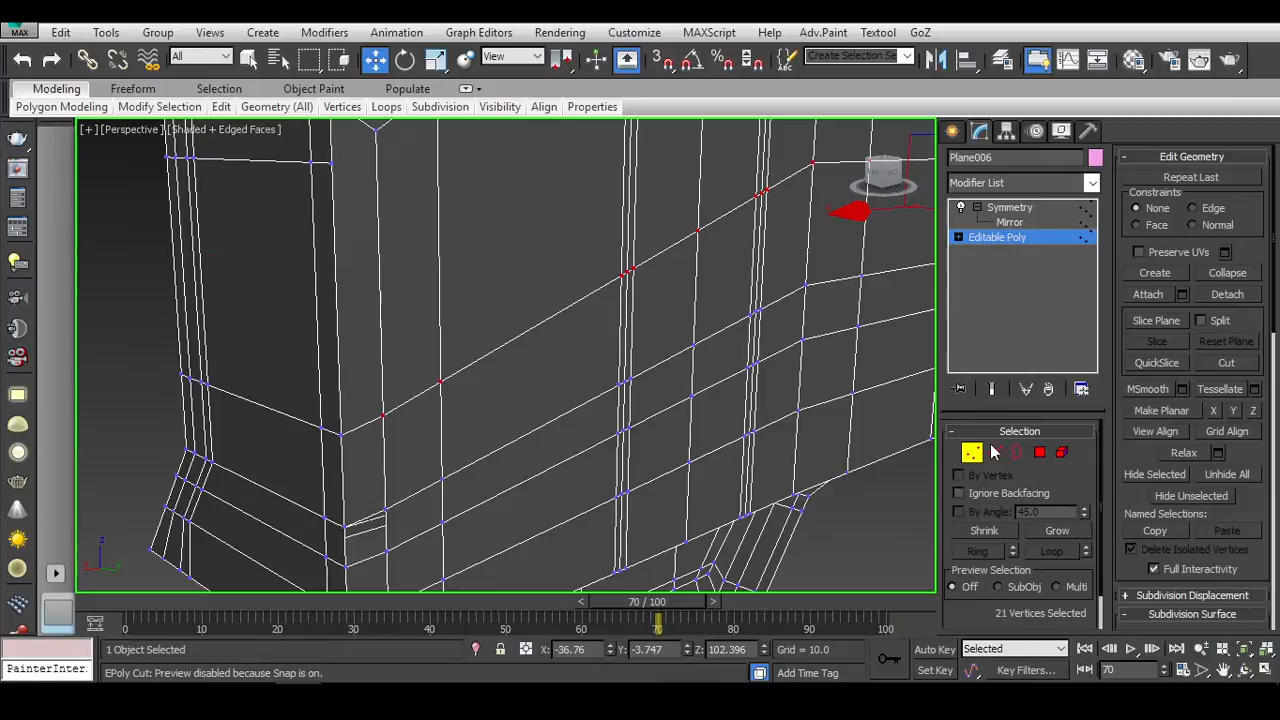 MAX Edit Tools Group Views Create Modifiers Animation Graph Editors Rendering Customize MAXScript Help Adv.Paint Textool GoZ
All View 3 Create Selection Se
Modeling Freeform Selection Object Paint Populate
Polygon Modeling Modify Selection Edit Geometry (All) Vertices Loops Subdivision Visibility Align Properties
[+] [Perspective] [Shaded + Edged Faces]
Plane006
Modifier List
Symmetry
Mirror
Editable Poly
Selection
By Vertex
Ignore Backfacing
By Angle: 45.0
Shrink Grow
Ring Loop
Preview Selection
Off SubObj Multi
21 Vertices Selected
Edit Geometry
Repeat Last
Constraints
None Edge
Face Normal
Preserve UVs
Create Collapse
Attach Detach
Slice Plane Split
Slice Reset Plane
QuickSlice Cut
MSmooth Tessellate
Make Planar X Y Z
View Align Grid Align
Relax
Hide Selected Unhide All
Hide Unselected
Named Selections:
Copy Paste
Delete Isolated Vertices
Full Interactivity
Subdivision Displacement
Subdivision Surface
z
x
y
< 70 / 100 >
0 10 20 30 40 50 60 70 80 90 100
1 Object Selected X: -36.76 Y: -3.747 Z: 102.396 Grid = 10.0 Auto Key Selected
PainterInter EPoly Cut: Preview disabled because Snap is on. Add Time Tag Set Key Key Filters... 70